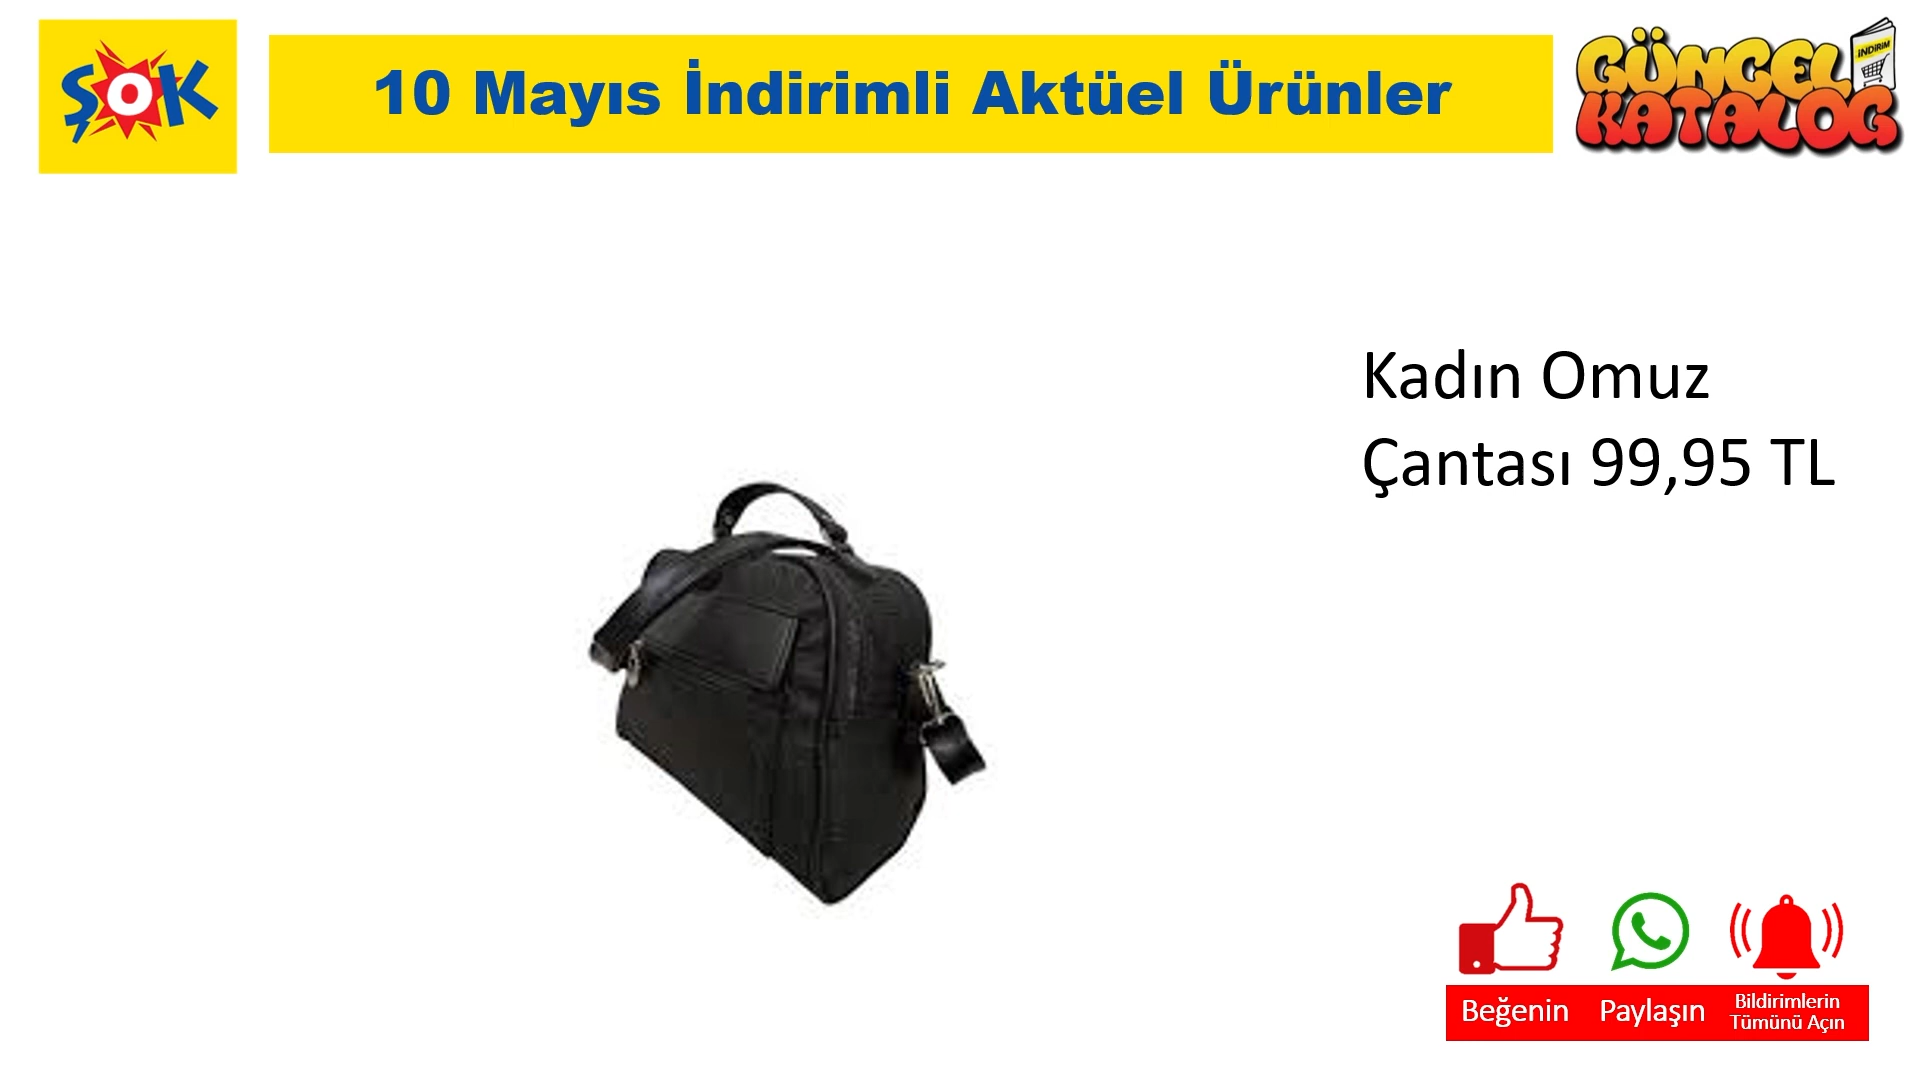 ŞOK
10 Mayıs İndirimli Aktüel Ürünler
GÜNCEL
KATALOG
İNDİRİM
Kadın Omuz
Çantası 99,95 TL
Beğenin
Paylaşın
Bildirimlerin
Tümünü Açın